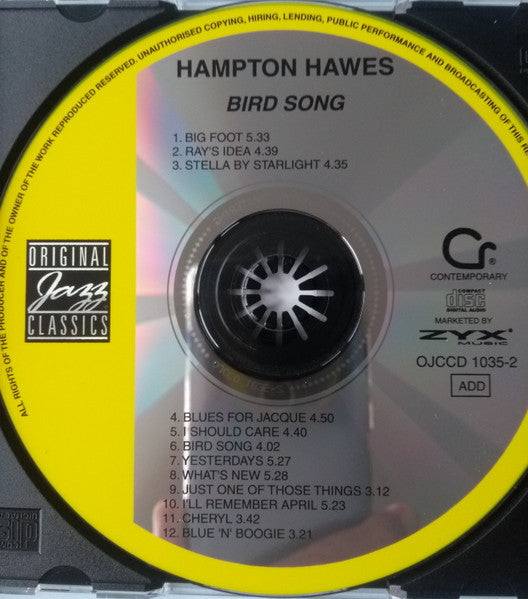 ALL RIGHTS OF THE PRODUCER AND OF THE OWNER OF THE WORK REPRODUCED RESERVED. UNAUTHORISED COPYING, HIRING, LENDING, PUBLIC PERFORMANCE AND BROADCASTING OF THIS
HAMPTON HAWES
BIRD SONG
1. BIG FOOT 5.33
2. RAY'S IDEA 4.39
3. STELLA BY STARLIGHT 4.35
ORIGINAL
Jazz
CLASSICS
Cr®
CONTEMPORARY
COMPACT
disc
DIGITAL AUDIO
MARKETED BY
ZYX®
MUSIC
OJCCD 1035-2
ADD
4. BLUES FOR JACQUE 4.50
5. I SHOULD CARE 4.40
6. BIRD SONG 4.02
7. YESTERDAYS 5.27
8. WHAT'S NEW 5.28
9. JUST ONE OF THOSE THINGS 3.12
10. I'LL REMEMBER APRIL 5.23
11. CHERYL 3.42
12. BLUE 'N' BOOGIE 3.21